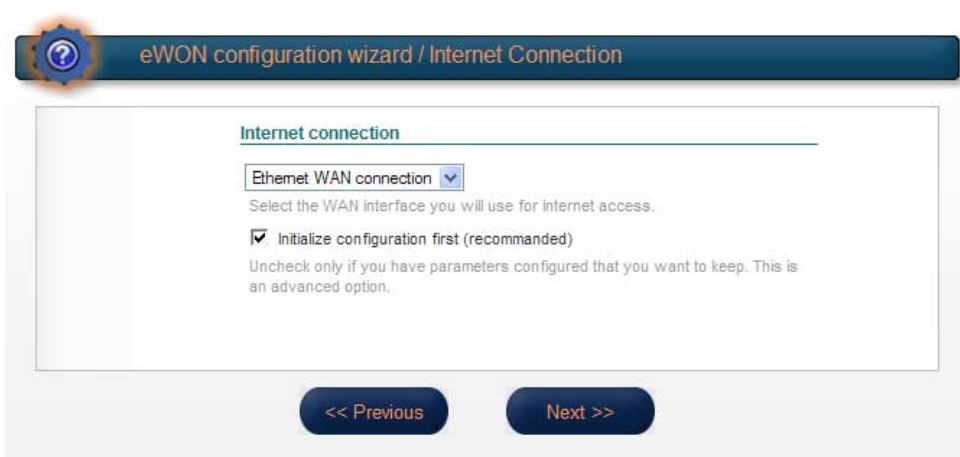 eWON configuration wizard / Internet Connection
Internet connection
Ethernet WAN connection
Select the WAN interface you will use for Internet access.
Initialize configuration first (recommanded)
Uncheck only if you have parameters configured that you want to keep. This is
an advanced option.
<< Previous
Next >>